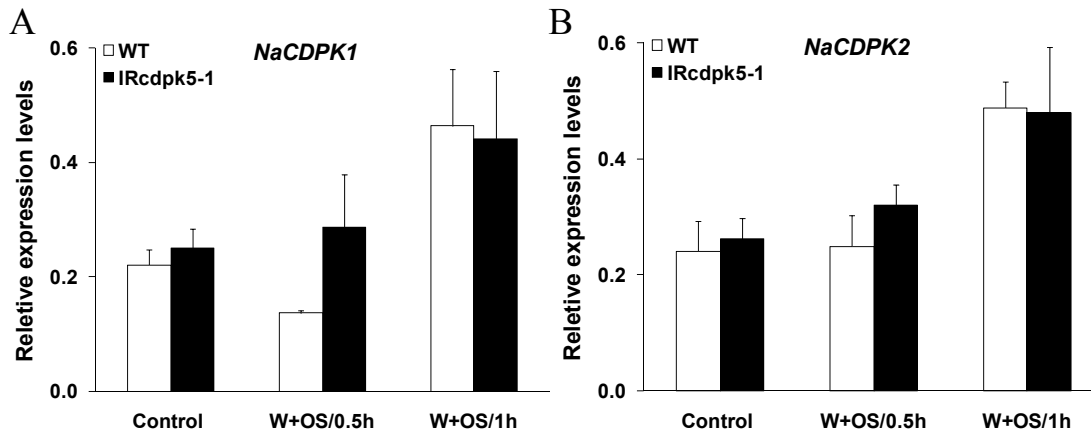 A
WT
IRcdpk5-1
NaCDPK1
Reletive expression levels
0.6
0.4
0.2
0.0
Control
W+OS/0.5h
W+OS/1h
B
WT
IRcdpk5-1
NaCDPK2
Reletive expression levels
0.6
0.4
0.2
0.0
Control
W+OS/0.5h
W+OS/1h